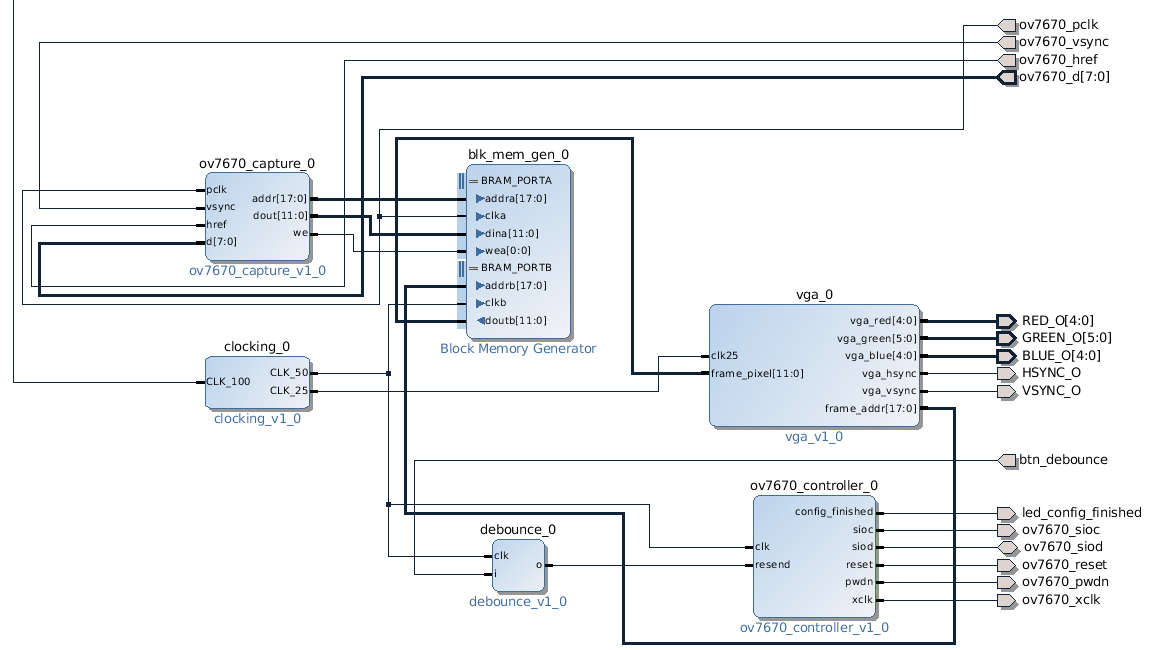 ov7670_pclk
ov7670_vsync
ov7670_href
ov7670_d[7:0]
ov7670_capture_0
pclk
vsync
href
d[7:0]
addr[17:0]
dout[11:0]
we
ov7670_capture_v1_0
blk_mem_gen_0
BRAM_PORTA
addra[17:0]
clka
dina[11:0]
wea[0:0]
BRAM_PORTB
addrb[17:0]
clkb
doutb[11:0]
Block Memory Generator
vga_0
clk25
frame_pixel[11:0]
vga_red[4:0]
vga_green[5:0]
vga_blue[4:0]
vga_hsync
vga_vsync
frame_addr[17:0]
vga_v1_0
RED_O[4:0]
GREEN_O[5:0]
BLUE_O[4:0]
HSYNC_O
VSYNC_O
clocking_0
CLK_100
CLK_50
CLK_25
clocking_v1_0
btn_debounce
debounce_0
clk
i
o
debounce_v1_0
ov7670_controller_0
clk
resend
config_finished
sioc
siod
reset
pwdn
xclk
ov7670_controller_v1_0
led_config_finished
ov7670_sioc
ov7670_siod
ov7670_reset
ov7670_pwdn
ov7670_xclk